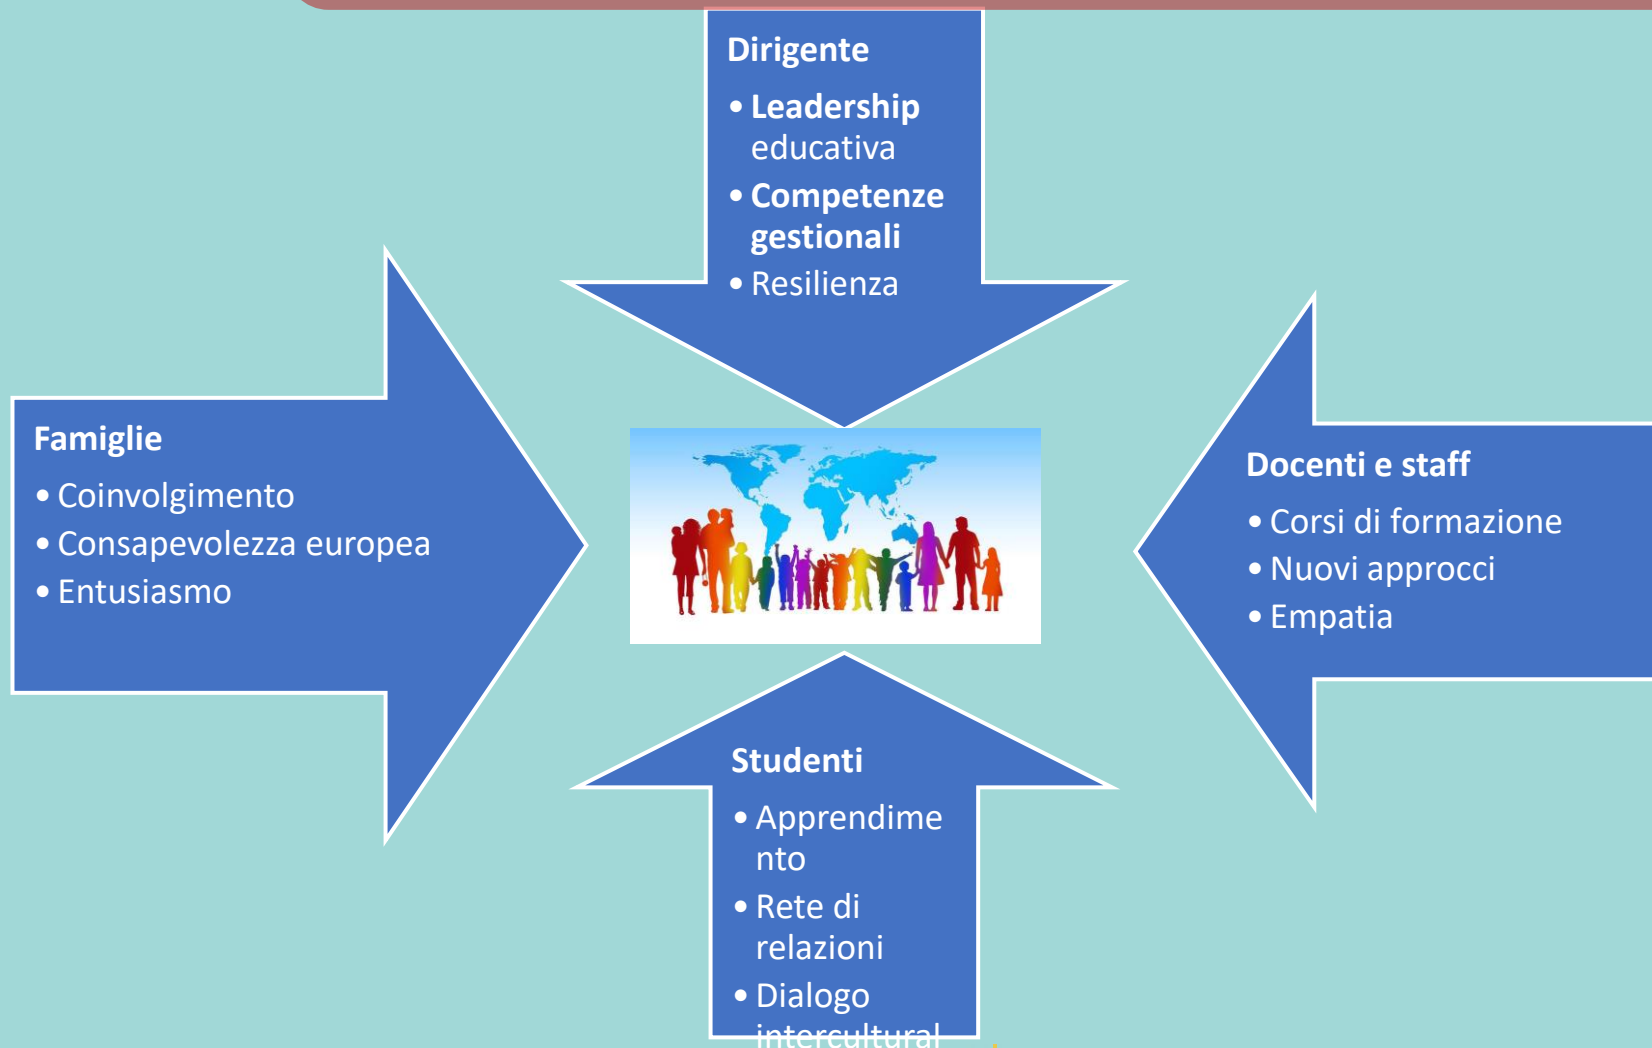 Dirigente
• Leadership
educativa
• Competenze
gestionali
• Resilienza
Famiglie
• Coinvolgimento
• Consapevolezza europea
• Entusiasmo
Docenti e staff
• Corsi di formazione
• Nuovi approcci
• Empatia
Studenti
• Apprendime
nto
• Rete di
relazioni
• Dialogo
intercultural